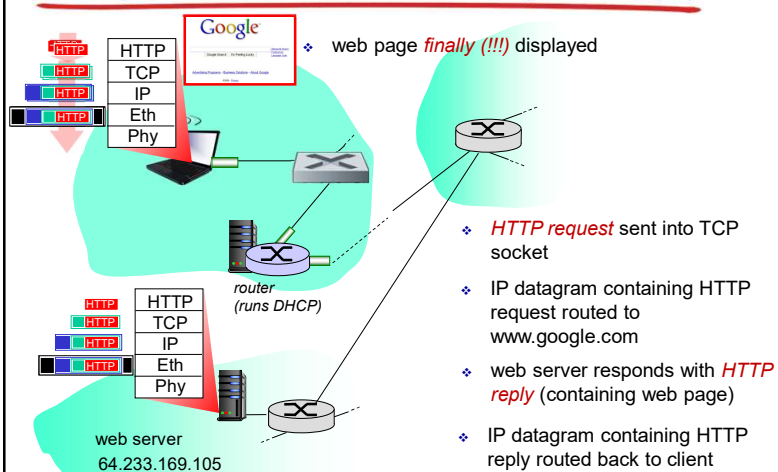 Google
❖ web page finally (!!!) displayed
HTTP
HTTP
HTTP
HTTP
HTTP
TCP
IP
Eth
Phy
router
(runs DHCP)
HTTP
HTTP
HTTP
HTTP
HTTP
TCP
IP
Eth
Phy
web server
64.233.169.105
❖ HTTP request sent into TCP
socket
❖ IP datagram containing HTTP
request routed to
www.google.com
❖ web server responds with HTTP
reply (containing web page)
❖ IP datagram containing HTTP
reply routed back to client